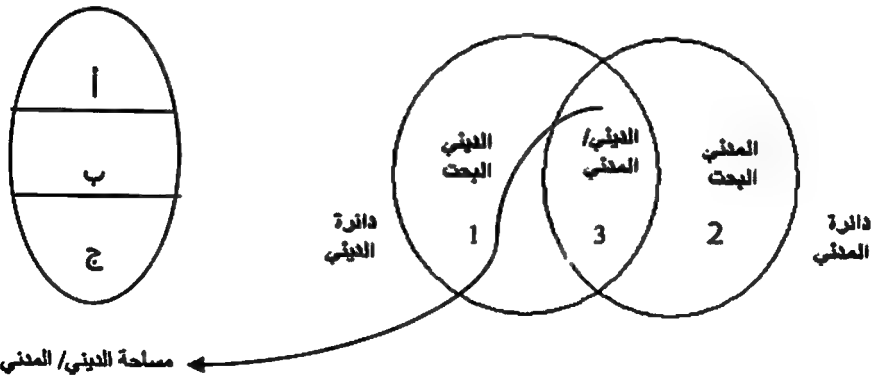 أ
ب
ج
مساحة الديني/ المدني
دائرة
الديني
الديني
البحت
1
الديني/
المدني
3
المدني
البحت
2
دائرة
المدني